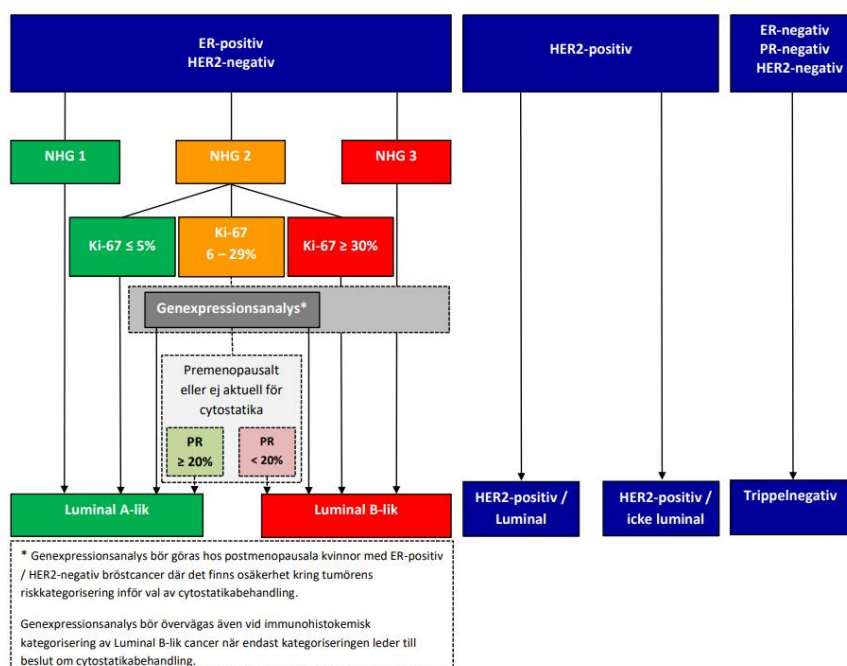 ER-positiv
HER2-negativ
HER2-positiv
ER-negativ
PR-negativ
HER2-negativ
NHG 1
NHG 2
NHG 3
Ki-67 ≤ 5%
Ki-67
6 – 29%
Ki-67 ≥ 30%
Genexpressionsanalys*
Premenopausalt
eller ej aktuell för
cytostatika
PR
≥ 20%
PR
< 20%
Luminal A-lik
Luminal B-lik
HER2-positiv /
Luminal
HER2-positiv /
icke luminal
Trippelnegativ
* Genexpressionsanalys bör göras hos postmenopausala kvinnor med ER-positiv
/ HER2-negativ bröstcancer där det finns osäkerhet kring tumörens
riskkategorisering inför val av cytostatikabehandling.
Genexpressionsanalys bör övervägas även vid immunohistokemisk
kategorisering av Luminal B-lik cancer när endast kategoriseringen leder till
beslut om cytostatikabehandling.